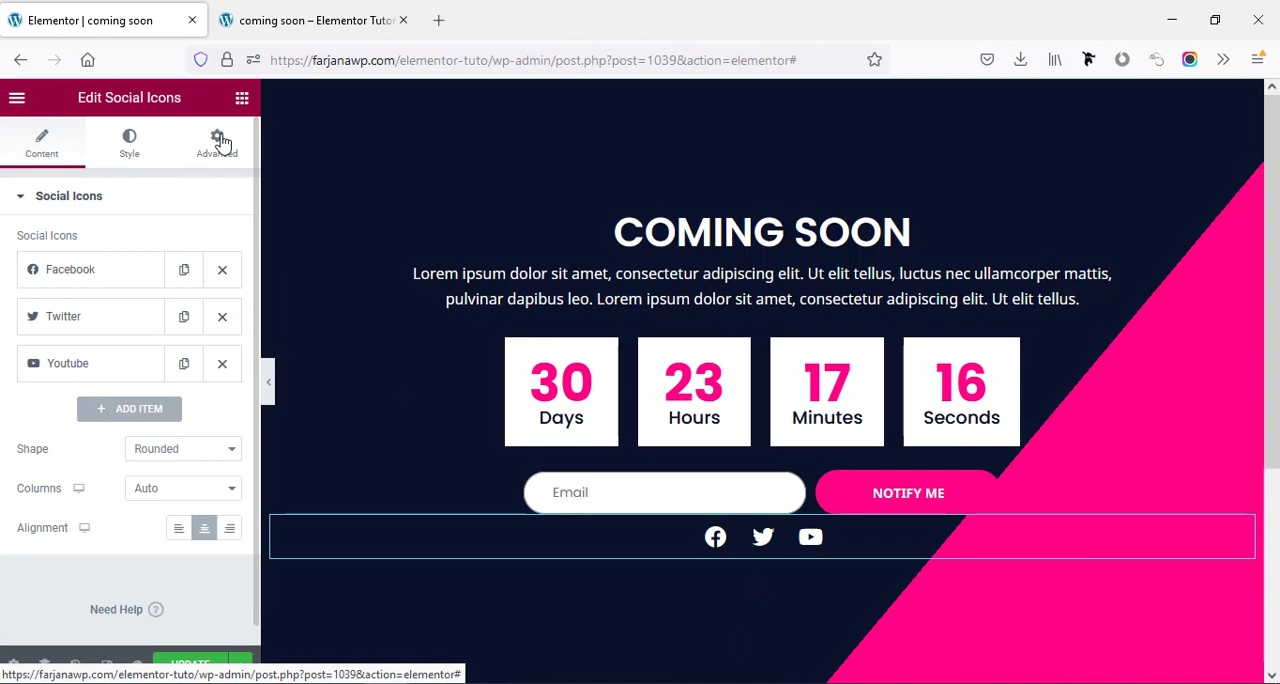 Elementor | coming soon
coming soon – Elementor Tutor
https://farjanawp.com/elementor-tuto/wp-admin/post.php?post=1039&action=elementor#
Edit Social Icons
Content
Style
Advanced
Social Icons
Social Icons
Facebook
Twitter
Youtube
+ ADD ITEM
Shape
Rounded
Columns
Auto
Alignment
Need Help ?
UPDATE
https://farjanawp.com/elementor-tuto/wp-admin/post.php?post=1039&action=elementor#
COMING SOON
Lorem ipsum dolor sit amet, consectetur adipiscing elit. Ut elit tellus, luctus nec ullamcorper mattis,
pulvinar dapibus leo. Lorem ipsum dolor sit amet, consectetur adipiscing elit. Ut elit tellus.
30 23 17 16
Days Hours Minutes Seconds
Email
NOTIFY ME